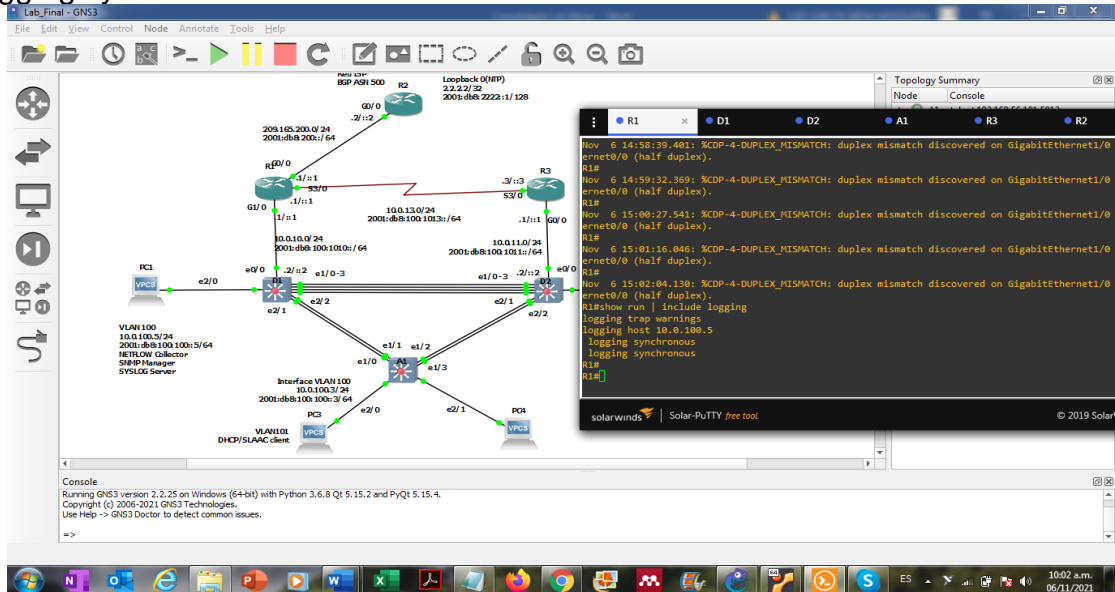 Lab_Final - GNS3
File Edit View Control Node Annotate Tools Help
BGP ASN 500
R2
Loopback 0(NTP)
2.2.2.2/32
2001:db8:2222::1/128
G0/0
.2/::2
209.165.200.0/24
2001:db8:200::/64
R1
G0/0
.1/::1
S3/0
.1/::1
G1/0
1/::1
R3
.3/::3
S3/0
10.0.13.0/24
2001:db8:100:1013::/64
.1/::1
G0/0
10.0.10.0/24
2001:db8:100:1010::/64
10.0.11.0/24
2001:db8:100:1011::/64
PC1
VPCS
e2/0
e0/0
.2/::2
e1/0-3
D1
e1/0-3
.2/::2
e0/0
D2
e2/2
e2/1
e2/1
e2/2
VLAN 100
10.0.100.5/24
2001:db8:100:100::5/64
NETFLOW Collector
SNMP Manager
SYSLOG Server
e1/1
e1/2
e1/0
A1
e1/3
Interface VLAN 100
10.0.100.3/24
2001:db8:100:100::3/64
e2/0
e2/1
PC3
VPCS
VLAN101
DHCP/SLAAC client
PC4
VPCS
Topology Summary
Node Console
R1 × D1 D2 A1 R3 R2
Nov 6 14:58:39.401: %CDP-4-DUPLEX_MISMATCH: duplex mismatch discovered on GigabitEthernet1/0
ernet0/0 (half duplex).
R1#
Nov 6 14:59:32.369: %CDP-4-DUPLEX_MISMATCH: duplex mismatch discovered on GigabitEthernet1/0
ernet0/0 (half duplex).
R1#
Nov 6 15:00:27.541: %CDP-4-DUPLEX_MISMATCH: duplex mismatch discovered on GigabitEthernet1/0
ernet0/0 (half duplex).
R1#
Nov 6 15:01:16.046: %CDP-4-DUPLEX_MISMATCH: duplex mismatch discovered on GigabitEthernet1/0
ernet0/0 (half duplex).
R1#
Nov 6 15:02:04.130: %CDP-4-DUPLEX_MISMATCH: duplex mismatch discovered on GigabitEthernet1/0
ernet0/0 (half duplex).
R1#show run | include logging
logging trap warnings
logging host 10.0.100.5
logging synchronous
logging synchronous
R1#
R1#
solarwinds | Solar-PuTTY free tool
© 2019 Solar
Console
Running GNS3 version 2.2.25 on Windows (64-bit) with Python 3.6.8 Qt 5.15.2 and PyQt 5.15.4.
Copyright (c) 2006-2021 GNS3 Technologies.
Use Help -> GNS3 Doctor to detect common issues.
=>
ES
10:02 a.m.
06/11/2021